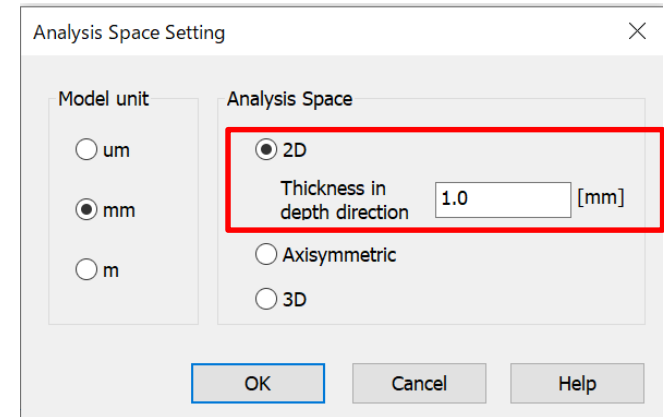 Analysis Space Setting
Model unit
um
mm
m
Analysis Space
2D
Thickness in
depth direction
1.0 [mm]
Axisymmetric
3D
OK
Cancel
Help